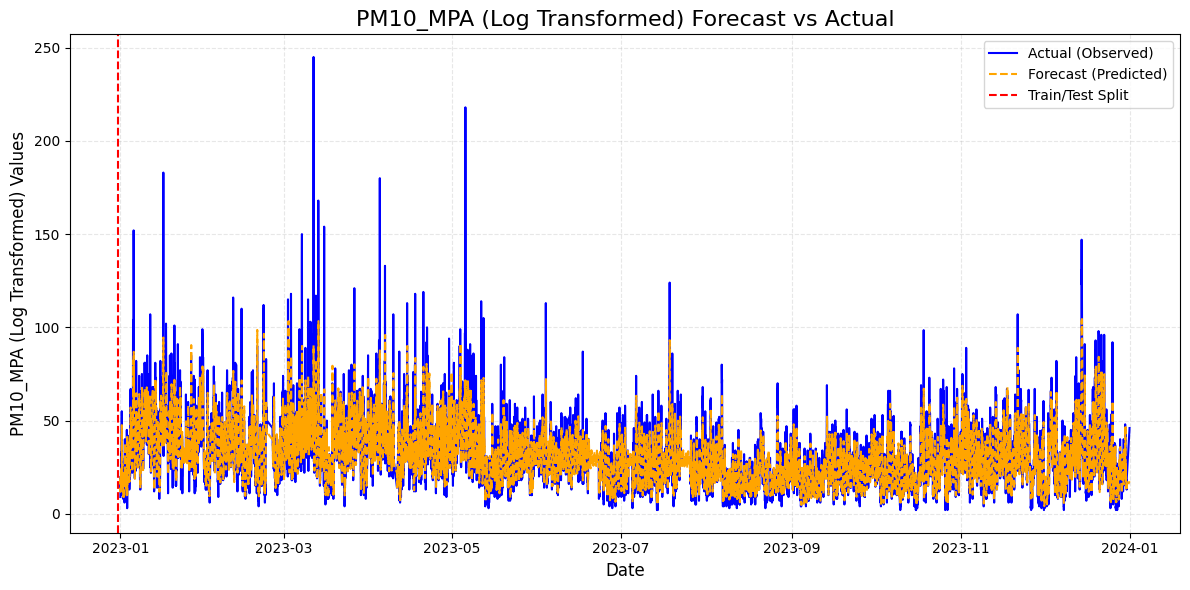 PM10_MPA (Log Transformed) Forecast vs Actual
PM10_MPA (Log Transformed) Values
250
200
150
100
50
0
Actual (Observed)
Forecast (Predicted)
Train/Test Split
2023-01
2023-03
2023-05
2023-07
2023-09
2023-11
2024-01
Date